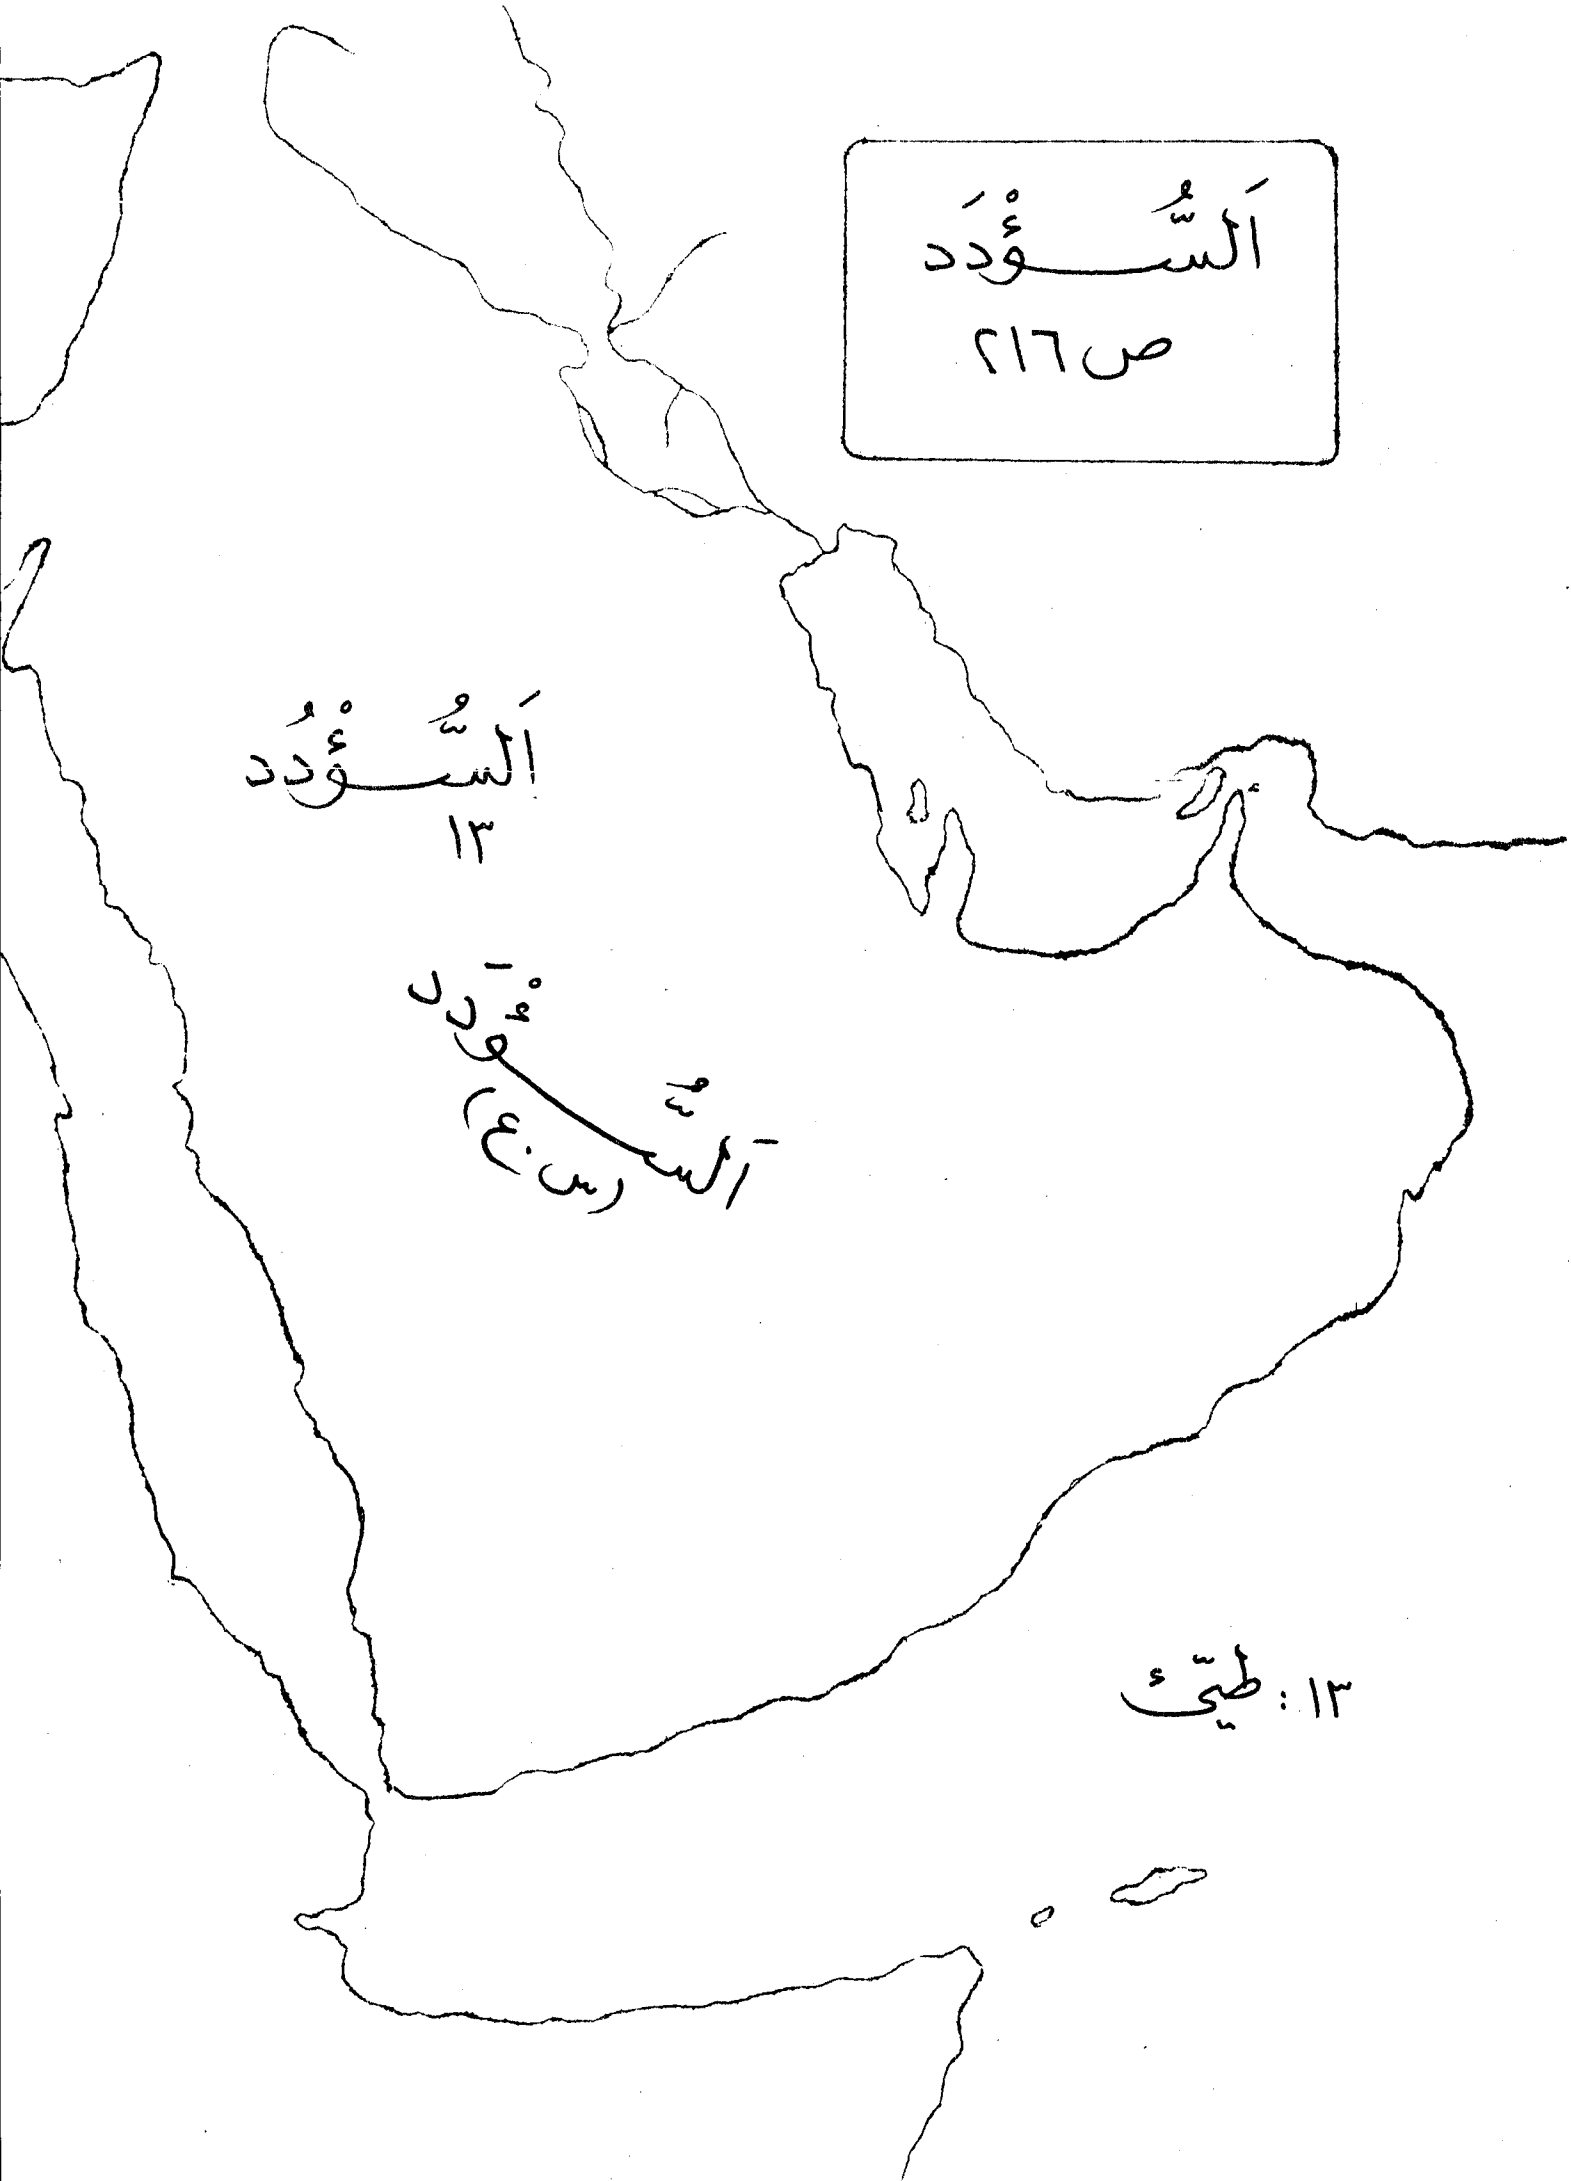 اَلسُّؤْدَد
ص ٢١٦
اَلسُّؤْدُد
١٣
اَلسُّؤْدَد
(س.ع)
١٣ : طيّئ